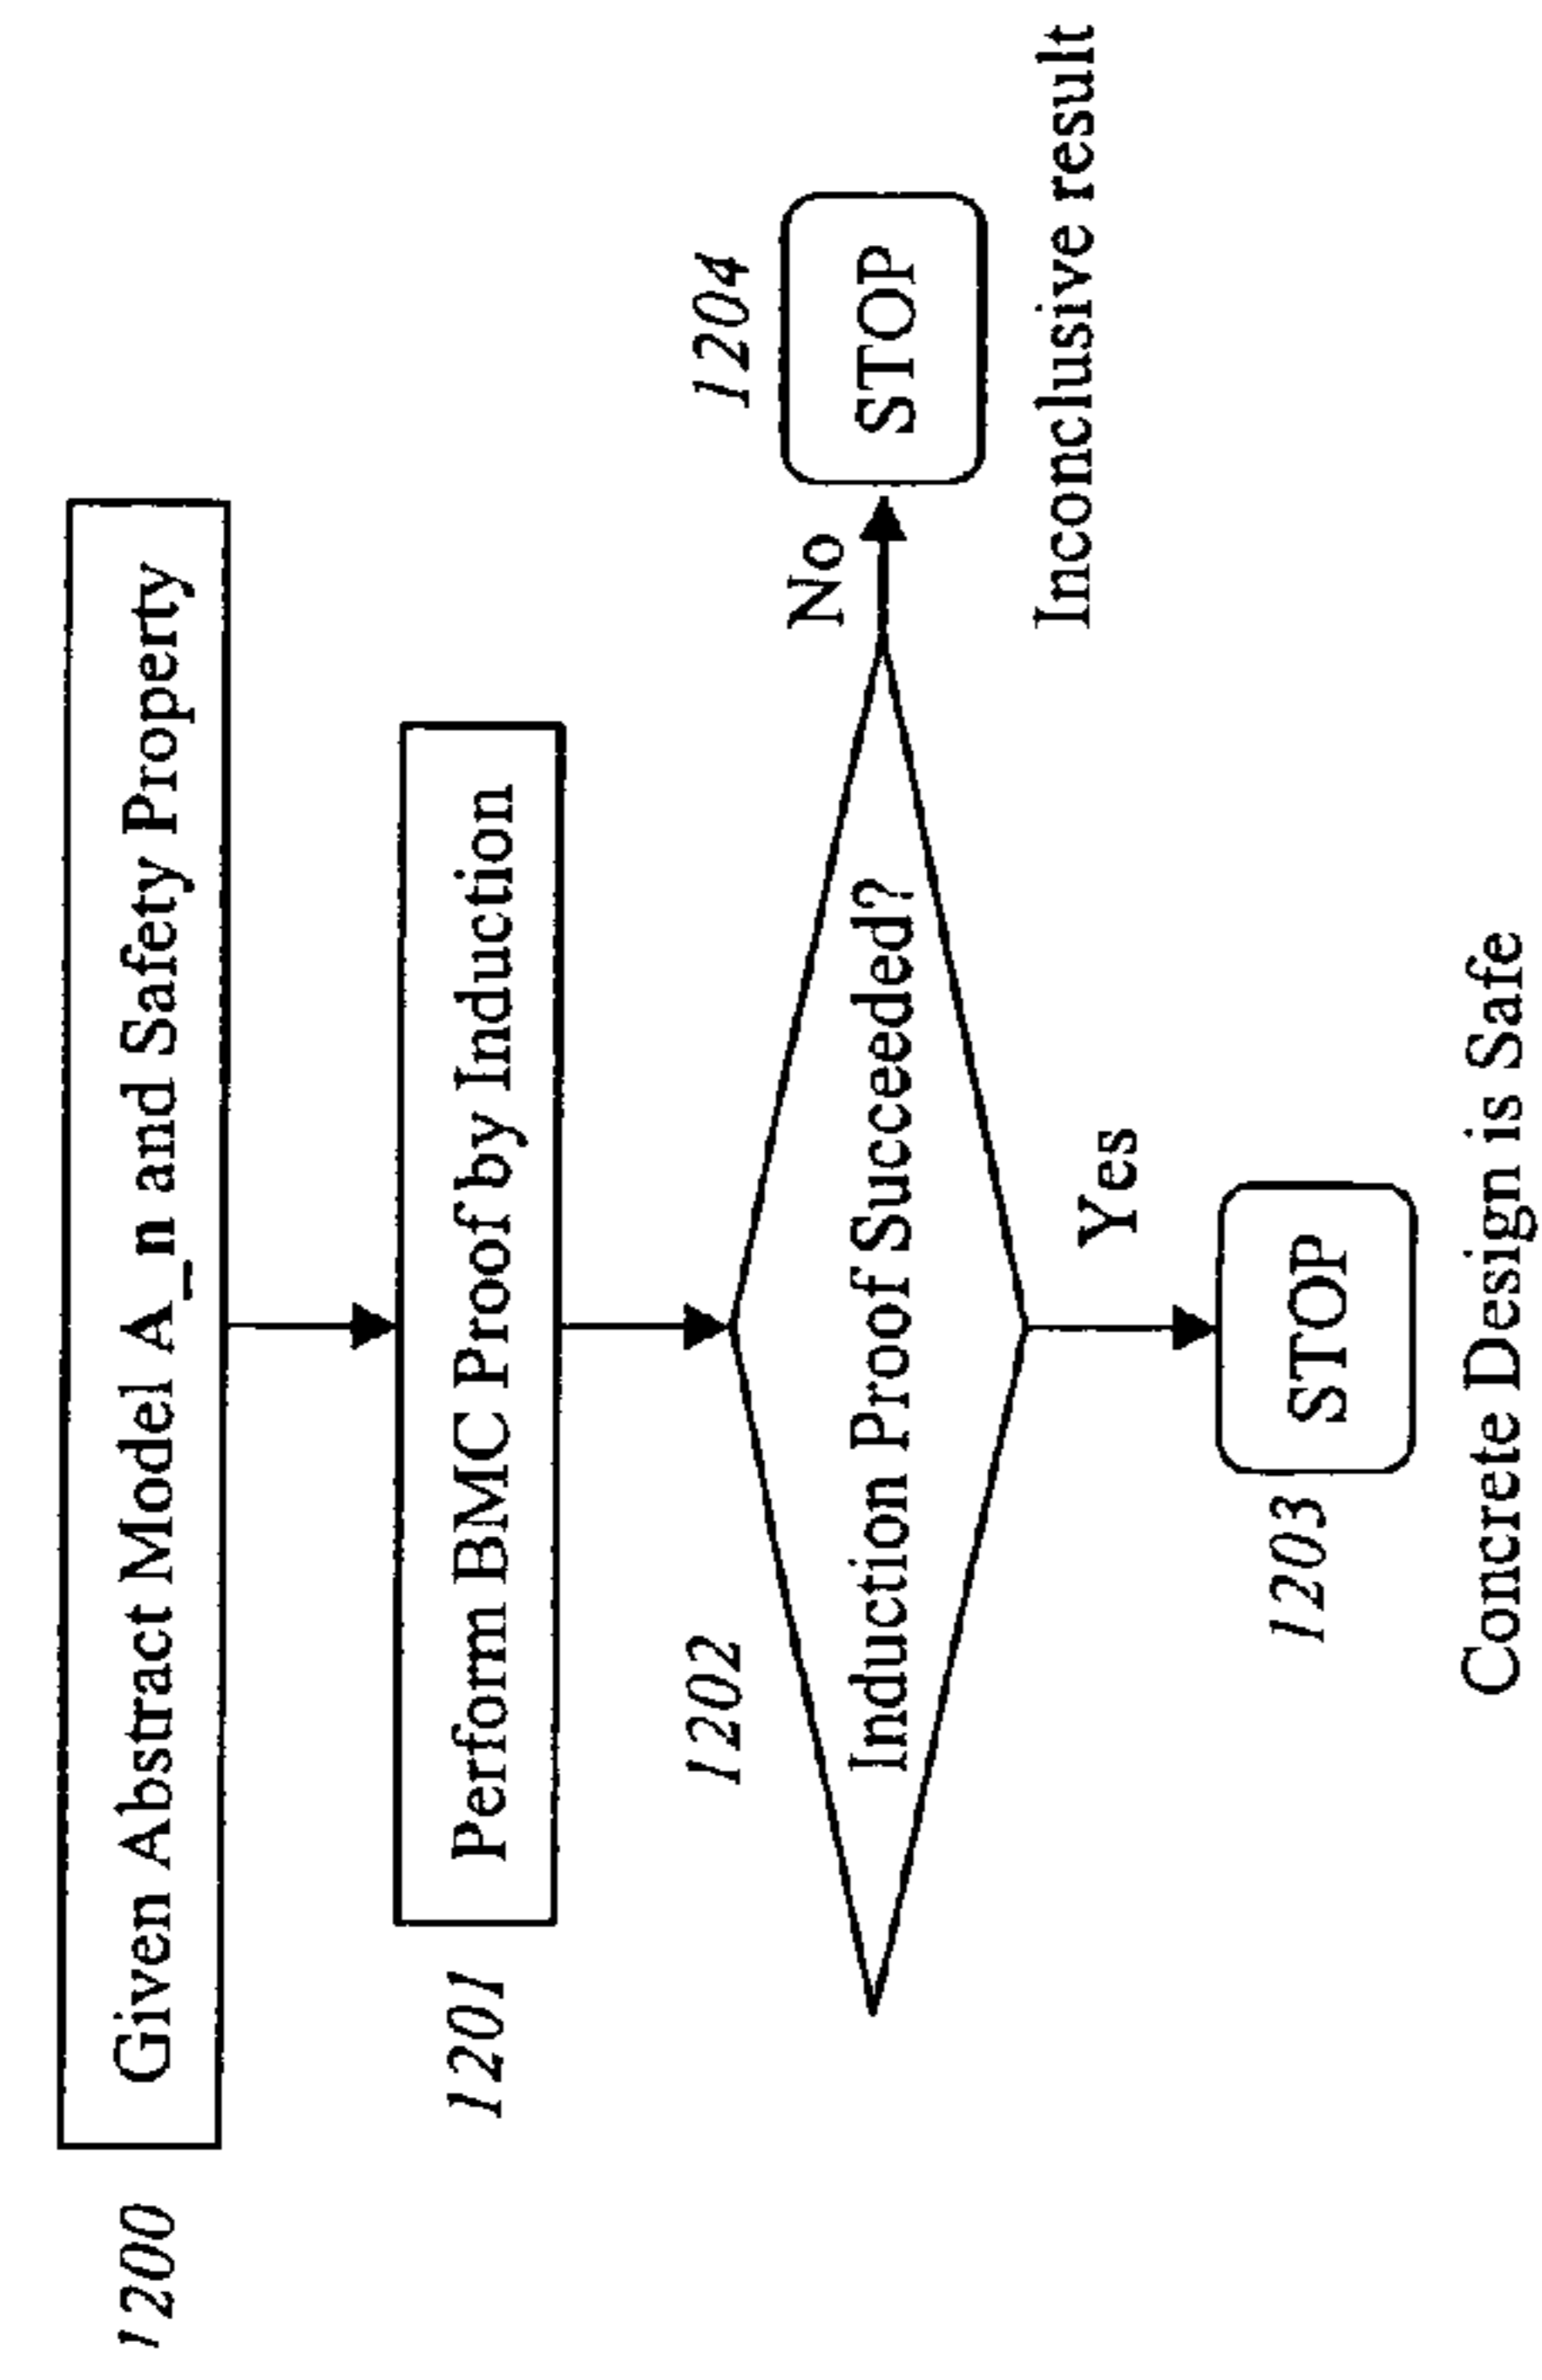 1200
Given Abstract Model A_n and Safety Property
1201
Perform BMC Proof by Induction
1202
Induction Proof Succeeded?
No
1204
STOP
Inconclusive result
Yes
1203
STOP
Concrete Design is Safe